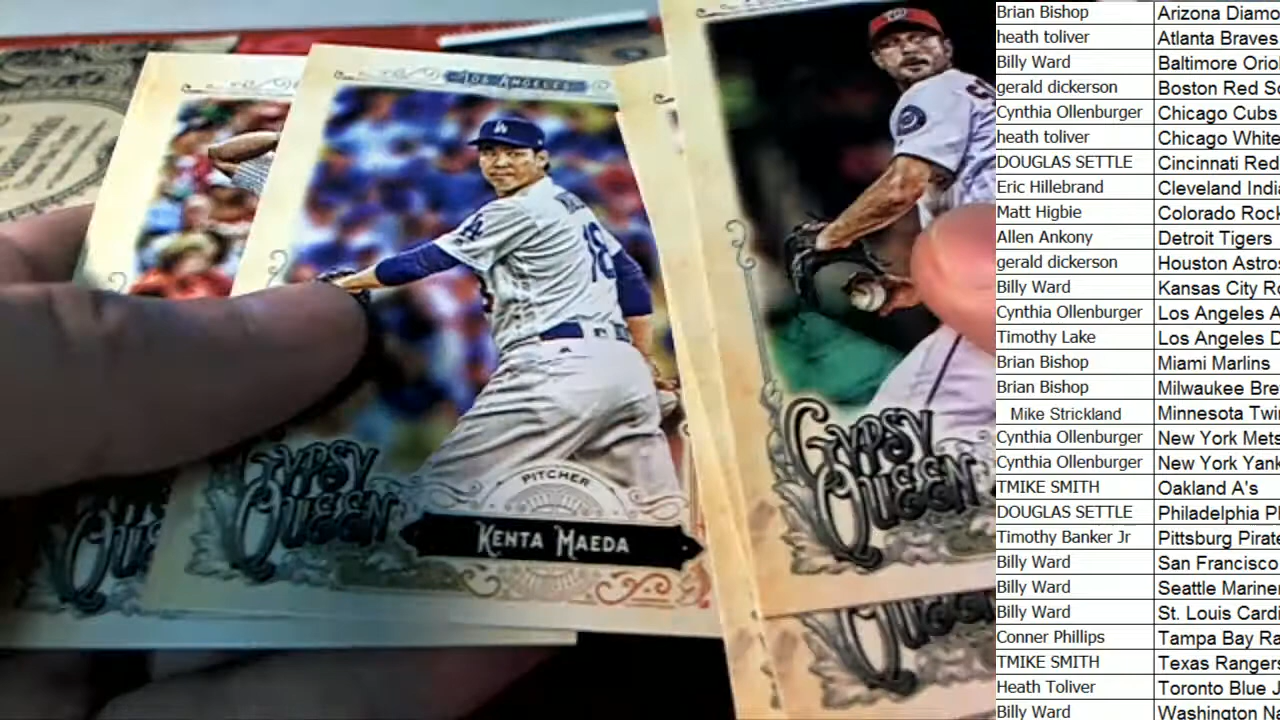 LOS ANGELES
LA
18
GYPSY
QUEEN
PITCHER
KENTA MAEDA
GYPSY
QUEEN
Brian Bishop Arizona Diamo
heath toliver Atlanta Braves
Billy Ward Baltimore Oriol
gerald dickerson Boston Red So
Cynthia Ollenburger Chicago Cubs
heath toliver Chicago White
DOUGLAS SETTLE Cincinnati Red
Eric Hillebrand Cleveland Indi
Matt Higbie Colorado Rock
Allen Ankony Detroit Tigers
gerald dickerson Houston Astros
Billy Ward Kansas City Ro
Cynthia Ollenburger Los Angeles A
Timothy Lake Los Angeles D
Brian Bishop Miami Marlins
Brian Bishop Milwaukee Bre
Mike Strickland Minnesota Twi
Cynthia Ollenburger New York Mets
Cynthia Ollenburger New York Yank
TMIKE SMITH Oakland A's
DOUGLAS SETTLE Philadelphia P
Timothy Banker Jr Pittsburg Pirate
Billy Ward San Francisco
Billy Ward Seattle Mariner
Billy Ward St. Louis Cardi
Conner Phillips Tampa Bay Ra
TMIKE SMITH Texas Rangers
Heath Toliver Toronto Blue J
Billy Ward Washington Na